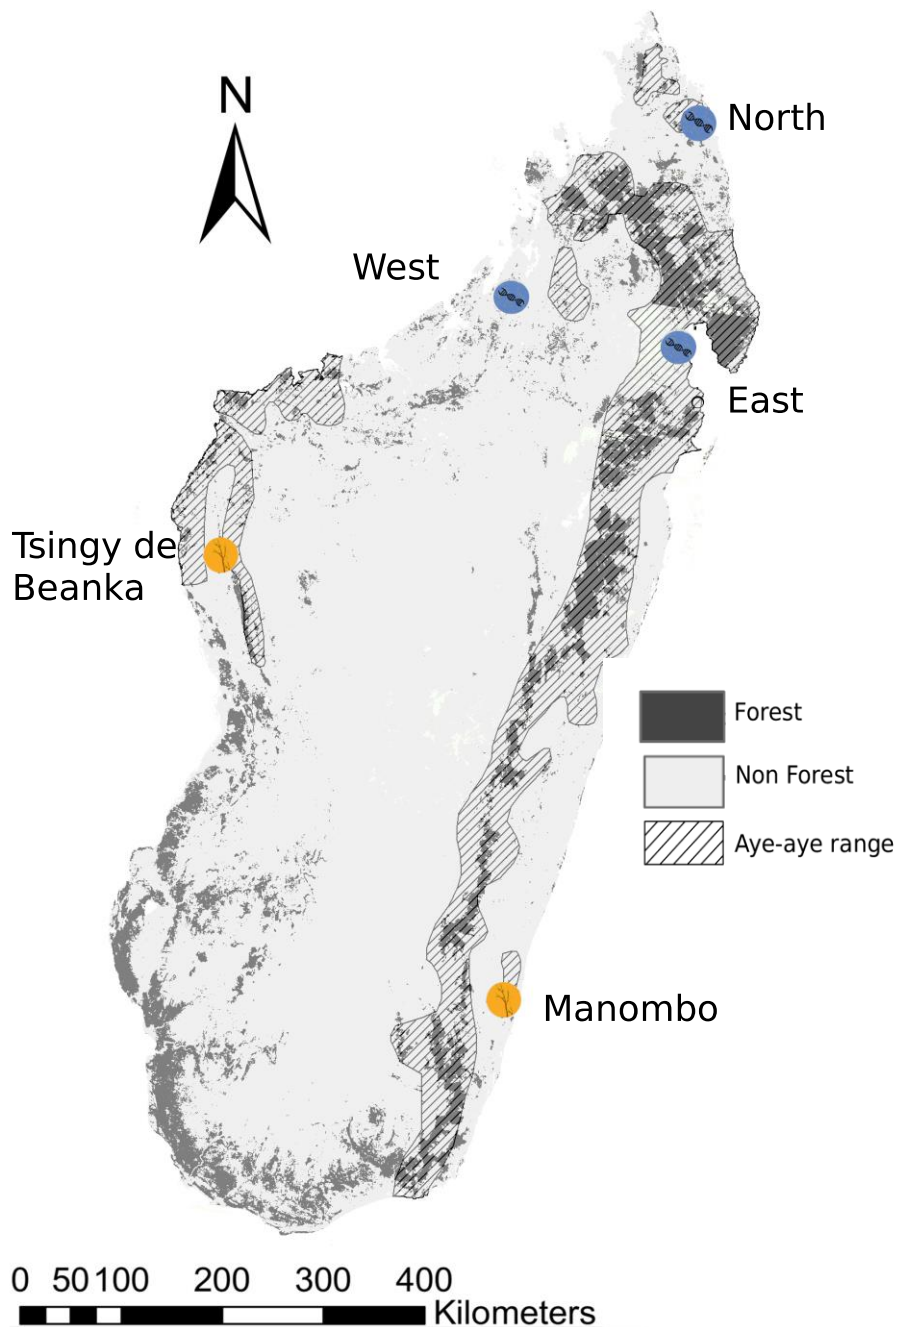 N
North
West
East
Tsingy de
Beanka
Forest
Non Forest
Aye-aye range
Manombo
0 50 100 200 300 400
Kilometers